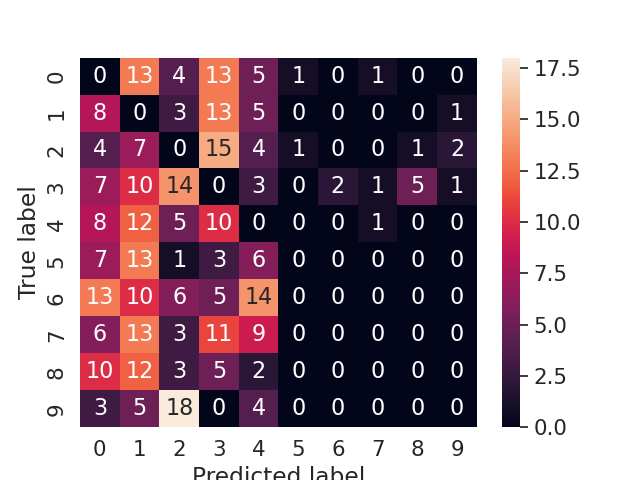 0 0 13 4 13 5 1 0 1 0 0
1 8 0 3 13 5 0 0 0 0 1
2 4 7 0 15 4 1 0 0 1 2
3 7 10 14 0 3 0 2 1 5 1
4 8 12 5 10 0 0 0 1 0 0
5 7 13 1 3 6 0 0 0 0 0
6 13 10 6 5 14 0 0 0 0 0
7 6 13 3 11 9 0 0 0 0 0
8 10 12 3 5 2 0 0 0 0 0
9 3 5 18 0 4 0 0 0 0 0
0 1 2 3 4 5 6 7 8 9
True label
Predicted label
17.5
15.0
12.5
10.0
7.5
5.0
2.5
0.0